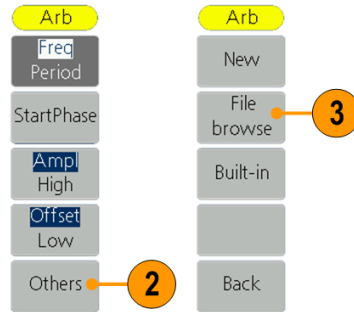 Arb
Freq
Period
StartPhase
Ampl
High
Offset
Low
Others
2
Arb
New
File
browse
3
Built-in
Back